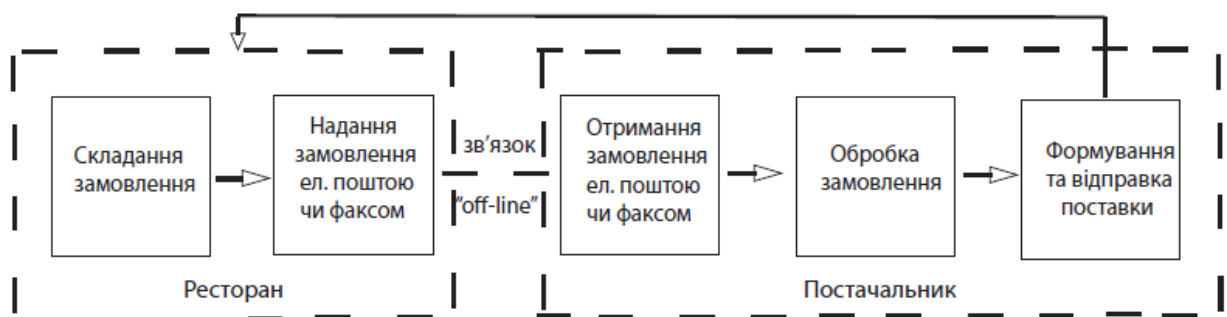 Складання
замовлення
Надання
замовлення
ел. поштою
чи факсом
зв’язок
“off-line”
Отримання
замовлення
ел. поштою
чи факсом
Обробка
замовлення
Формування
та відправка
поставки
Ресторан
Постачальник